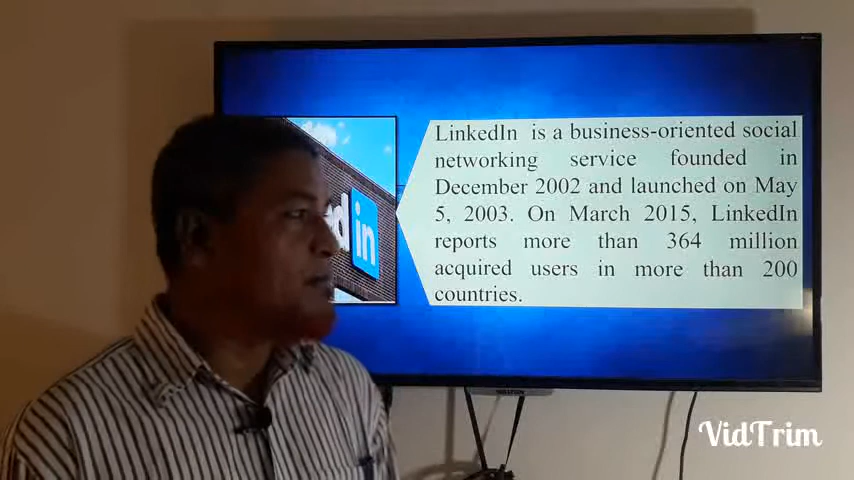 LinkedIn is a business-oriented social
networking service founded in
December 2002 and launched on May
5, 2003. On March 2015, LinkedIn
reports more than 364 million
acquired users in more than 200
countries.
in
VidTrim